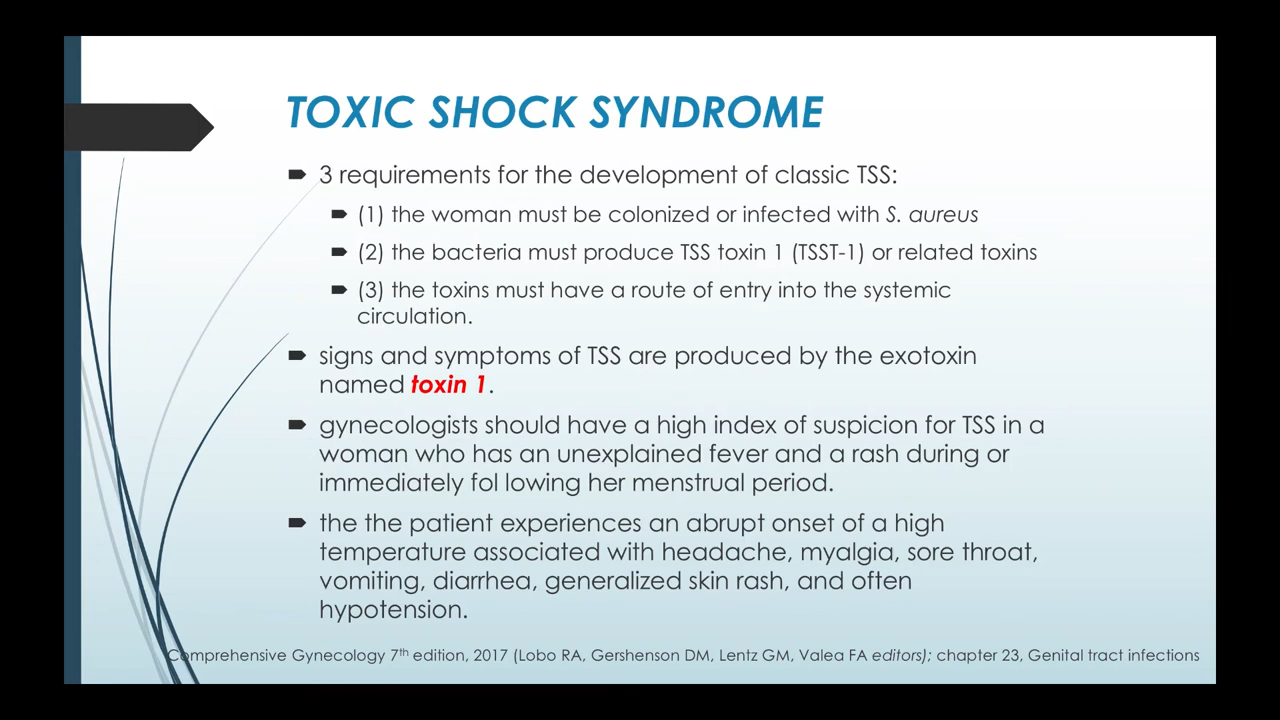 TOXIC SHOCK SYNDROME
3 requirements for the development of classic TSS:
(1) the woman must be colonized or infected with S. aureus
(2) the bacteria must produce TSS toxin 1 (TSST-1) or related toxins
(3) the toxins must have a route of entry into the systemic
circulation.
signs and symptoms of TSS are produced by the exotoxin
named toxin 1.
gynecologists should have a high index of suspicion for TSS in a
woman who has an unexplained fever and a rash during or
immediately fol lowing her menstrual period.
the the patient experiences an abrupt onset of a high
temperature associated with headache, myalgia, sore throat,
vomiting, diarrhea, generalized skin rash, and often
hypotension.
Comprehensive Gynecology 7th edition, 2017 (Lobo RA, Gershenson DM, Lentz GM, Valea FA editors); chapter 23, Genital tract infections